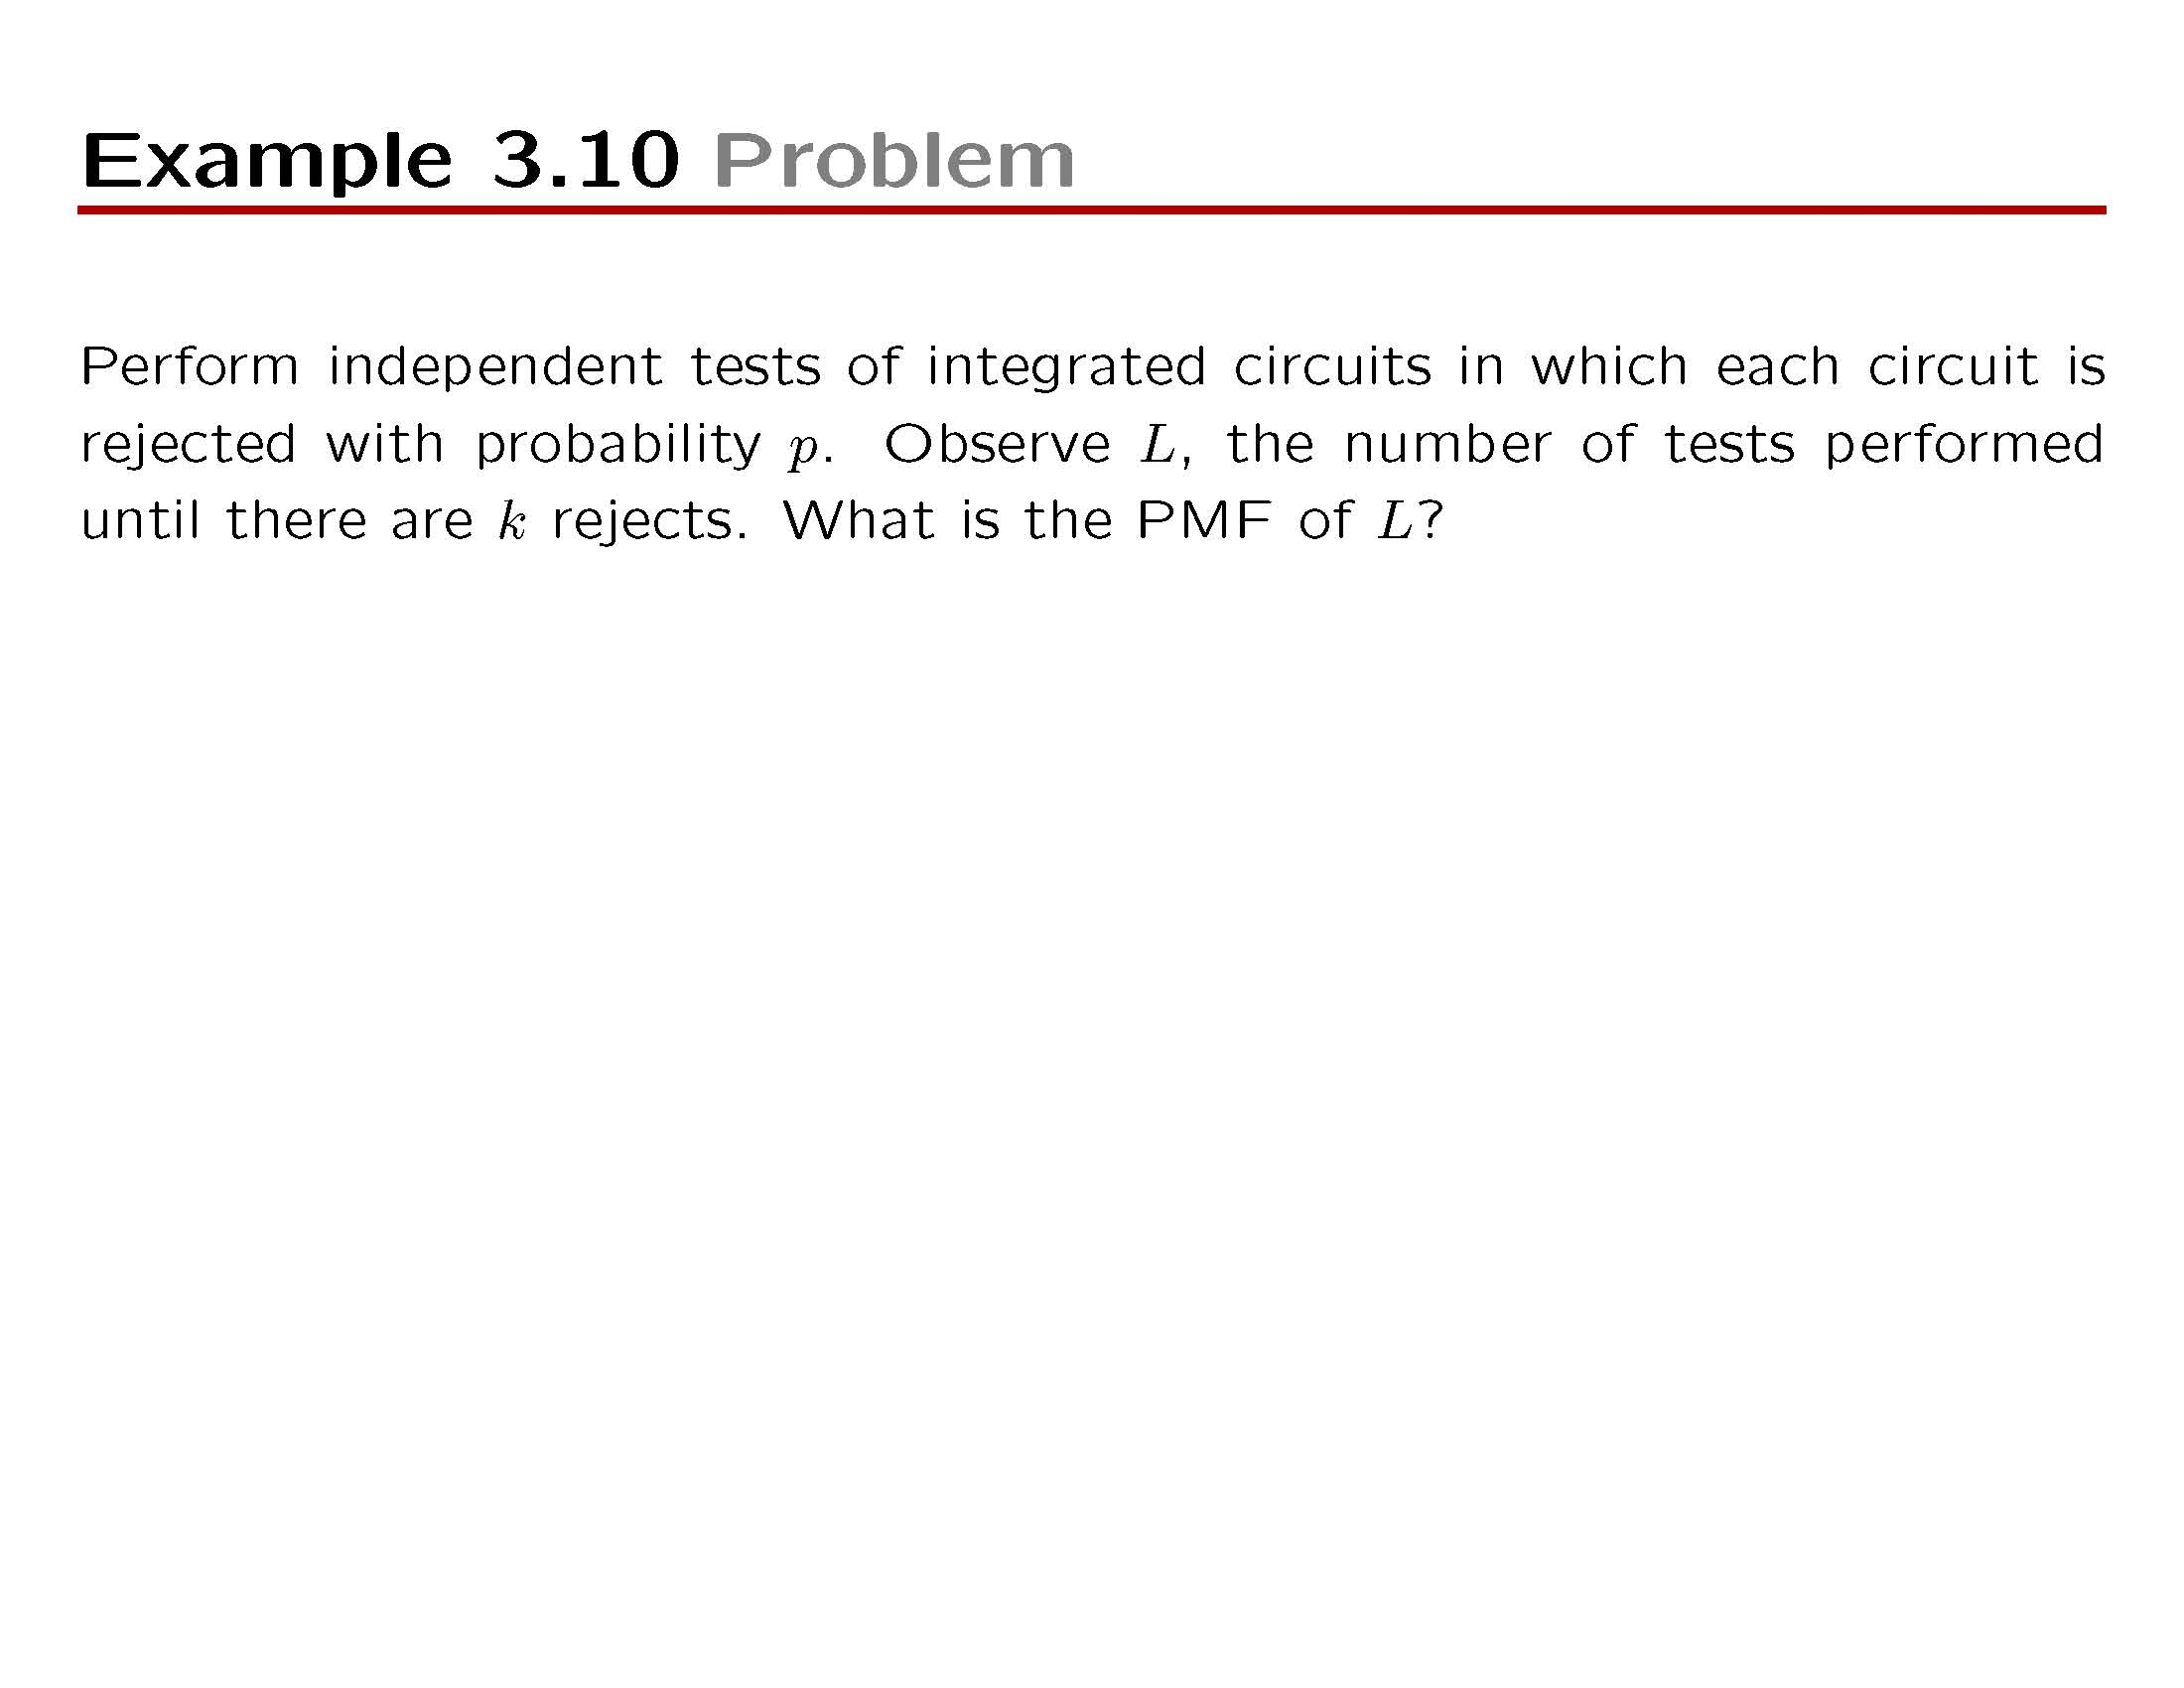 Example 3.10 Problem
Perform independent tests of integrated circuits in which each circuit is
rejected with probability p. Observe L, the number of tests performed
until there are k rejects. What is the PMF of L?